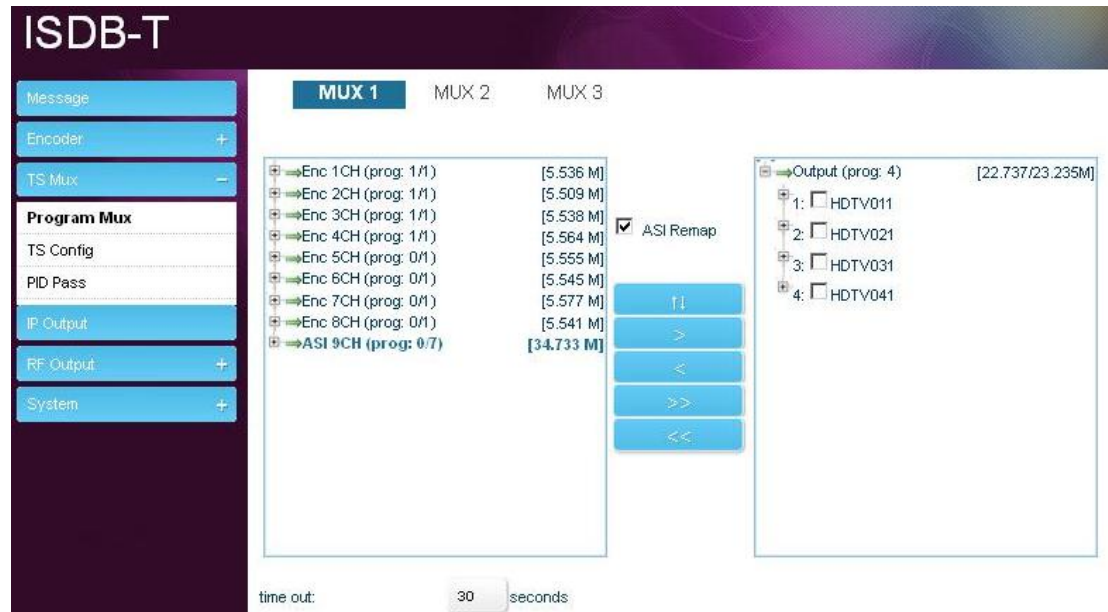 ISDB-T
Message
Encoder +
TS Mux −
Program Mux
TS Config
PID Pass
IP Output
RF Output +
System +
MUX 1 MUX 2 MUX 3
Enc 1CH (prog: 1/1) [5.536 M]
Enc 2CH (prog: 1/1) [5.509 M]
Enc 3CH (prog: 1/1) [5.538 M]
Enc 4CH (prog: 1/1) [5.564 M]
Enc 5CH (prog: 0/1) [5.555 M]
Enc 6CH (prog: 0/1) [5.545 M]
Enc 7CH (prog: 0/1) [5.577 M]
Enc 8CH (prog: 0/1) [5.541 M]
ASI 9CH (prog: 0/7) [34.733 M]
ASI Remap
↑↓
>
<
>>
<<
Output (prog: 4) [22.737/23.235M]
1: HDTV011
2: HDTV021
3: HDTV031
4: HDTV041
time out: 30 seconds